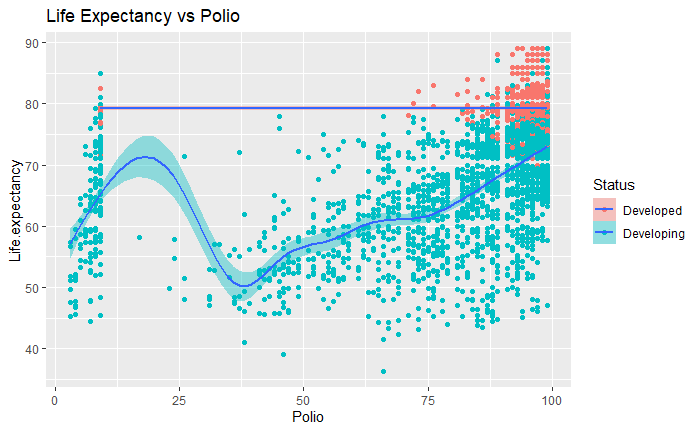 Life Expectancy vs Polio
90
80
70
60
50
40
Life.expectancy
0
25
50
75
100
Polio
Status
Developed
Developing